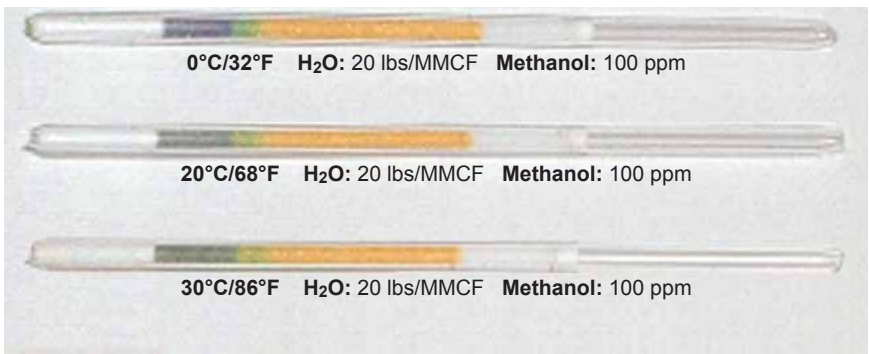 0°C/32°F H₂O: 20 lbs/MMCF Methanol: 100 ppm
20°C/68°F H₂O: 20 lbs/MMCF Methanol: 100 ppm
30°C/86°F H₂O: 20 lbs/MMCF Methanol: 100 ppm